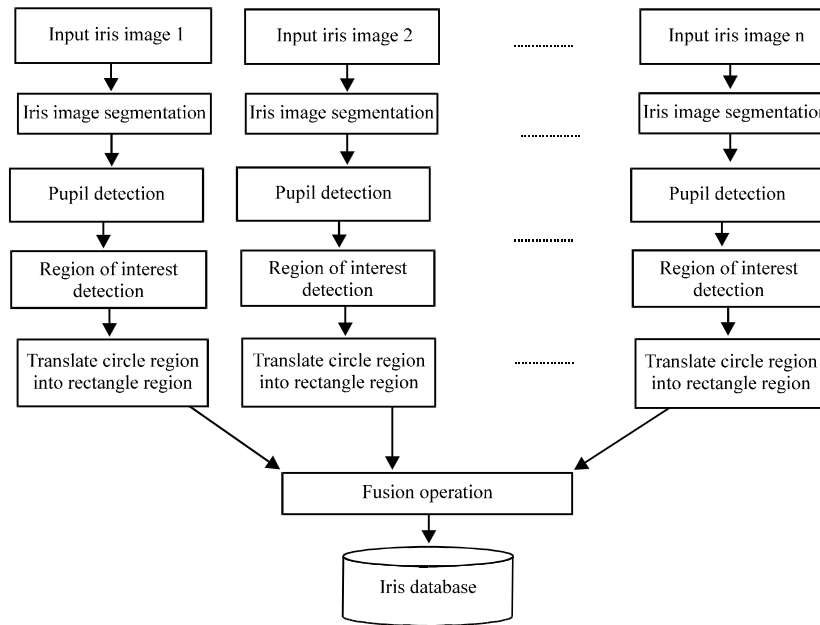 Input iris image 1
Input iris image 2
Input iris image n
Iris image segmentation
Iris image segmentation
Iris image segmentation
Pupil detection
Pupil detection
Pupil detection
Region of interest
detection
Region of interest
detection
Region of interest
detection
Translate circle region
into rectangle region
Translate circle region
into rectangle region
Translate circle region
into rectangle region
Fusion operation
Iris database